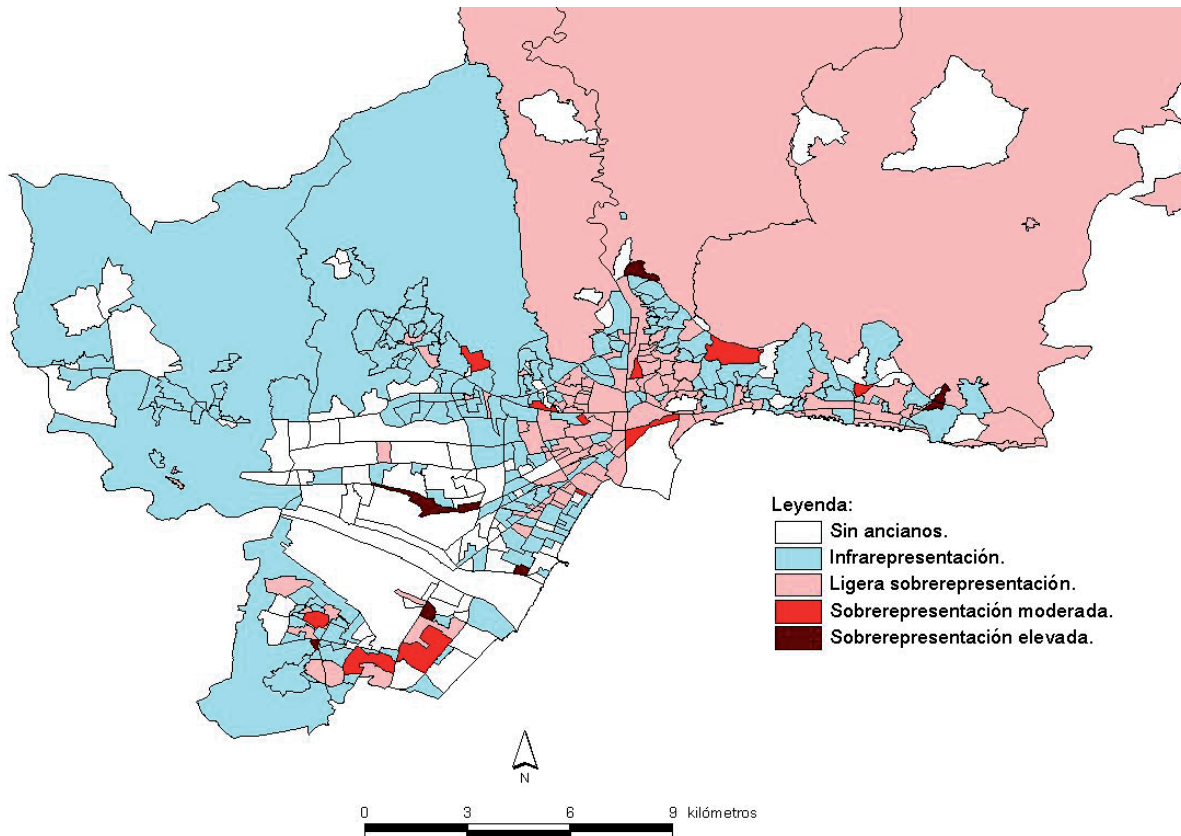 Leyenda:
Sin ancianos.
Infrarepresentación.
Ligera sobrerepresentación.
Sobrerepresentación moderada.
Sobrerepresentación elevada.
N
0 3 6 9 kilómetros